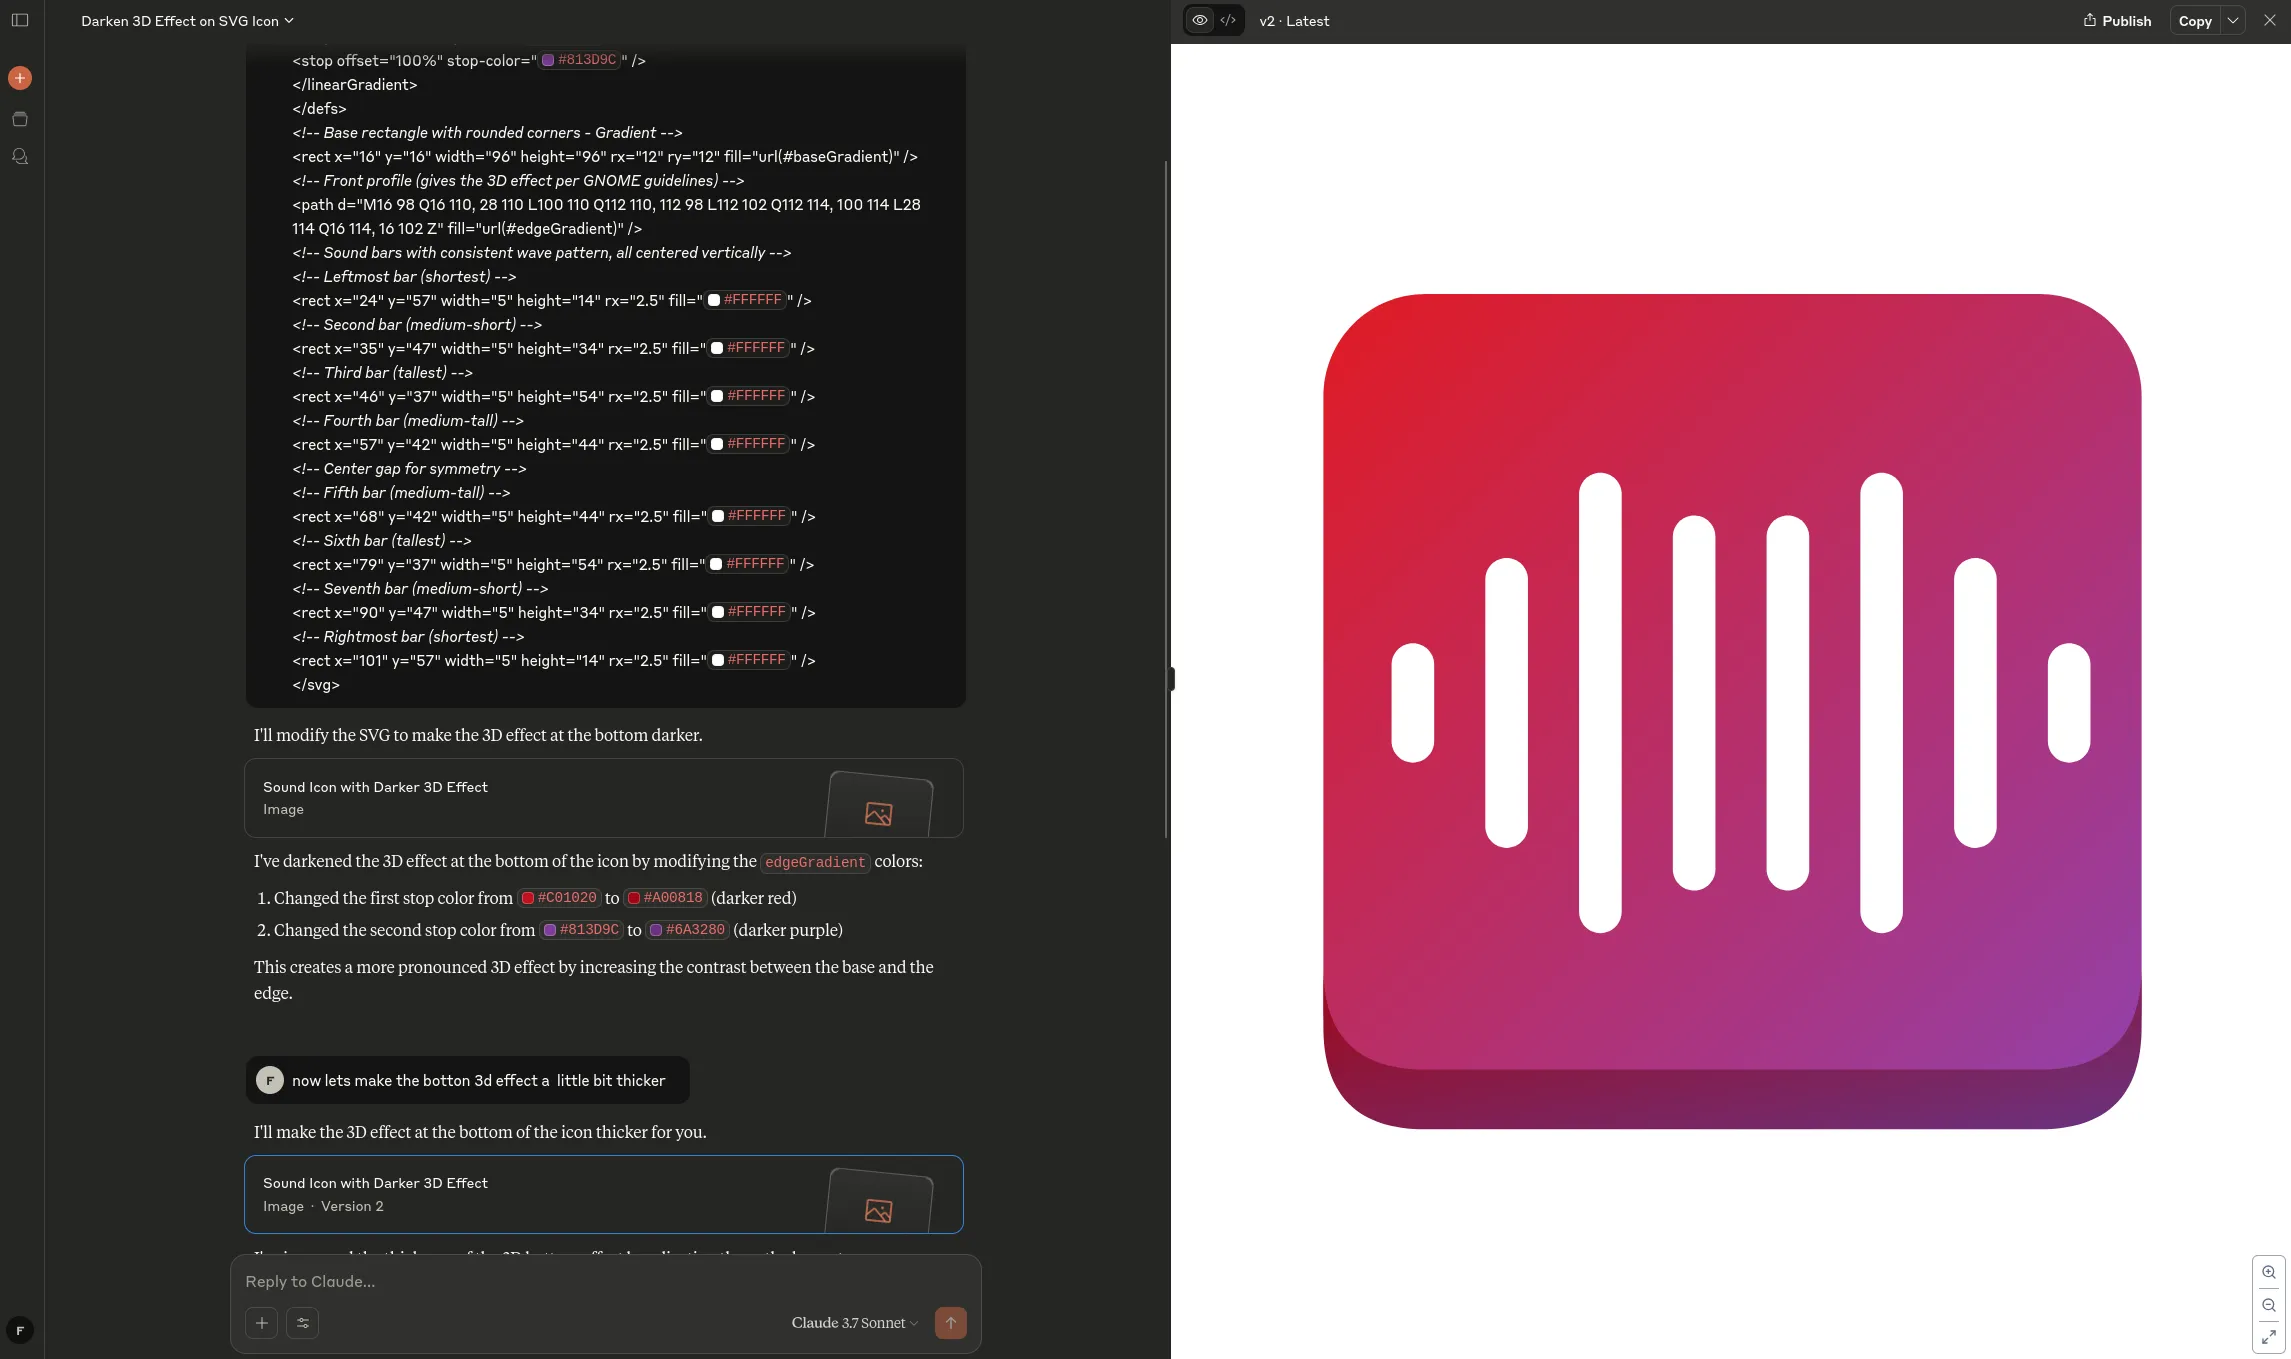 Darken 3D Effect on SVG Icon
<stop offset="100%" stop-color="#813D9C" />
</linearGradient>
</defs>
<!-- Base rectangle with rounded corners - Gradient -->
<rect x="16" y="16" width="96" height="96" rx="12" ry="12" fill="url(#baseGradient)" />
<!-- Front profile (gives the 3D effect per GNOME guidelines) -->
<path d="M16 98 Q16 110, 28 110 L100 110 Q112 110, 112 98 L112 102 Q112 114, 100 114 L28
114 Q16 114, 16 102 Z" fill="url(#edgeGradient)" />
<!-- Sound bars with consistent wave pattern, all centered vertically -->
<!-- Leftmost bar (shortest) -->
<rect x="24" y="57" width="5" height="14" rx="2.5" fill="#FFFFFF" />
<!-- Second bar (medium-short) -->
<rect x="35" y="47" width="5" height="34" rx="2.5" fill="#FFFFFF" />
<!-- Third bar (tallest) -->
<rect x="46" y="37" width="5" height="54" rx="2.5" fill="#FFFFFF" />
<!-- Fourth bar (medium-tall) -->
<rect x="57" y="42" width="5" height="44" rx="2.5" fill="#FFFFFF" />
<!-- Center gap for symmetry -->
<!-- Fifth bar (medium-tall) -->
<rect x="68" y="42" width="5" height="44" rx="2.5" fill="#FFFFFF" />
<!-- Sixth bar (tallest) -->
<rect x="79" y="37" width="5" height="54" rx="2.5" fill="#FFFFFF" />
<!-- Seventh bar (medium-short) -->
<rect x="90" y="47" width="5" height="34" rx="2.5" fill="#FFFFFF" />
<!-- Rightmost bar (shortest) -->
<rect x="101" y="57" width="5" height="14" rx="2.5" fill="#FFFFFF" />
</svg>
I'll modify the SVG to make the 3D effect at the bottom darker.
Sound Icon with Darker 3D Effect
Image
I've darkened the 3D effect at the bottom of the icon by modifying the edgeGradient colors:
1. Changed the first stop color from #C01020 to #A00818 (darker red)
2. Changed the second stop color from #813D9C to #6A3280 (darker purple)
This creates a more pronounced 3D effect by increasing the contrast between the base and the
edge.
F now lets make the botton 3d effect a  little bit thicker
I'll make the 3D effect at the bottom of the icon thicker for you.
Sound Icon with Darker 3D Effect
Image · Version 2
Reply to Claude...
Claude 3.7 Sonnet
F
</> v2 · Latest
Publish
Copy